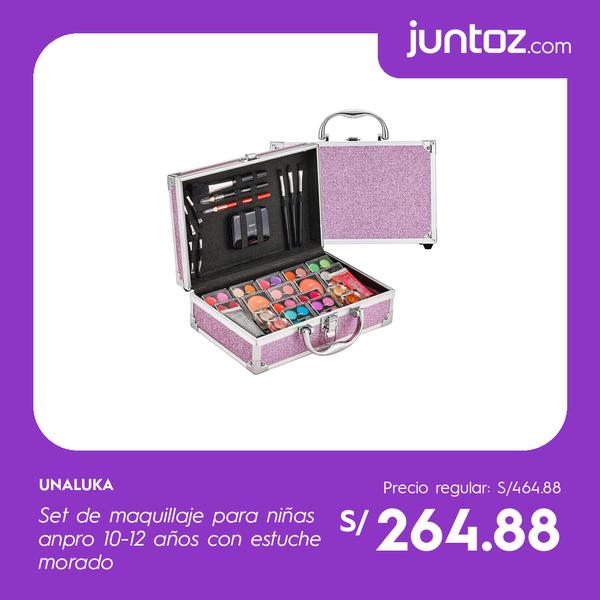 juntoz.com
UNALUKA
Set de maquillaje para niñas
anpro 10-12 años con estuche
morado
Precio regular: S/464.88
S/ 264.88